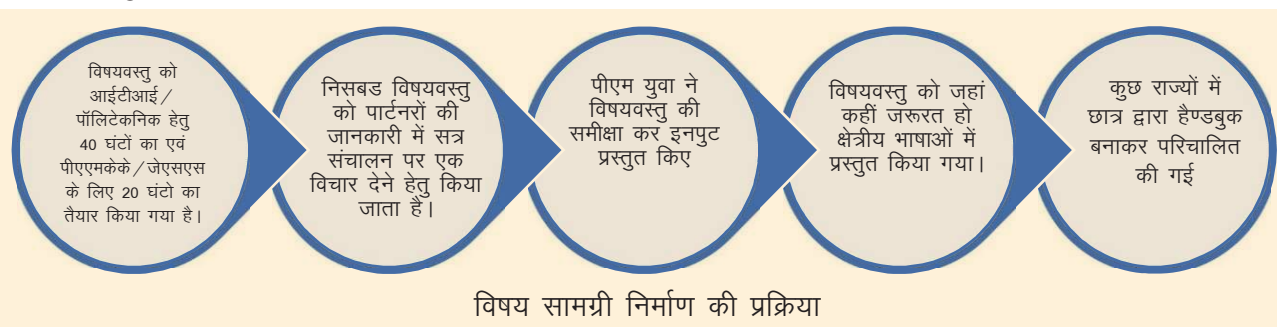 विषयवस्तु को
आईटीआई/
पॉलिटेकनिक हेतु
40 घंटों का एवं
पीएएमकेके/जेएसएस
के लिए 20 घंटो का
तैयार किया गया है।
निसबड विषयवस्तु
को पार्टनरों की
जानकारी में सत्र
संचालन पर एक
विचार देने हेतु किया
जाता है।
पीएम युवा ने
विषयवस्तु की
समीक्षा कर इनपुट
प्रस्तुत किए
विषयवस्तु को जहां
कहीं जरूरत हो
क्षेत्रीय भाषाओं में
प्रस्तुत किया गया।
कुछ राज्यों में
छात्र द्वारा हैण्डबुक
बनाकर परिचालित
की गई
विषय सामग्री निर्माण की प्रक्रिया